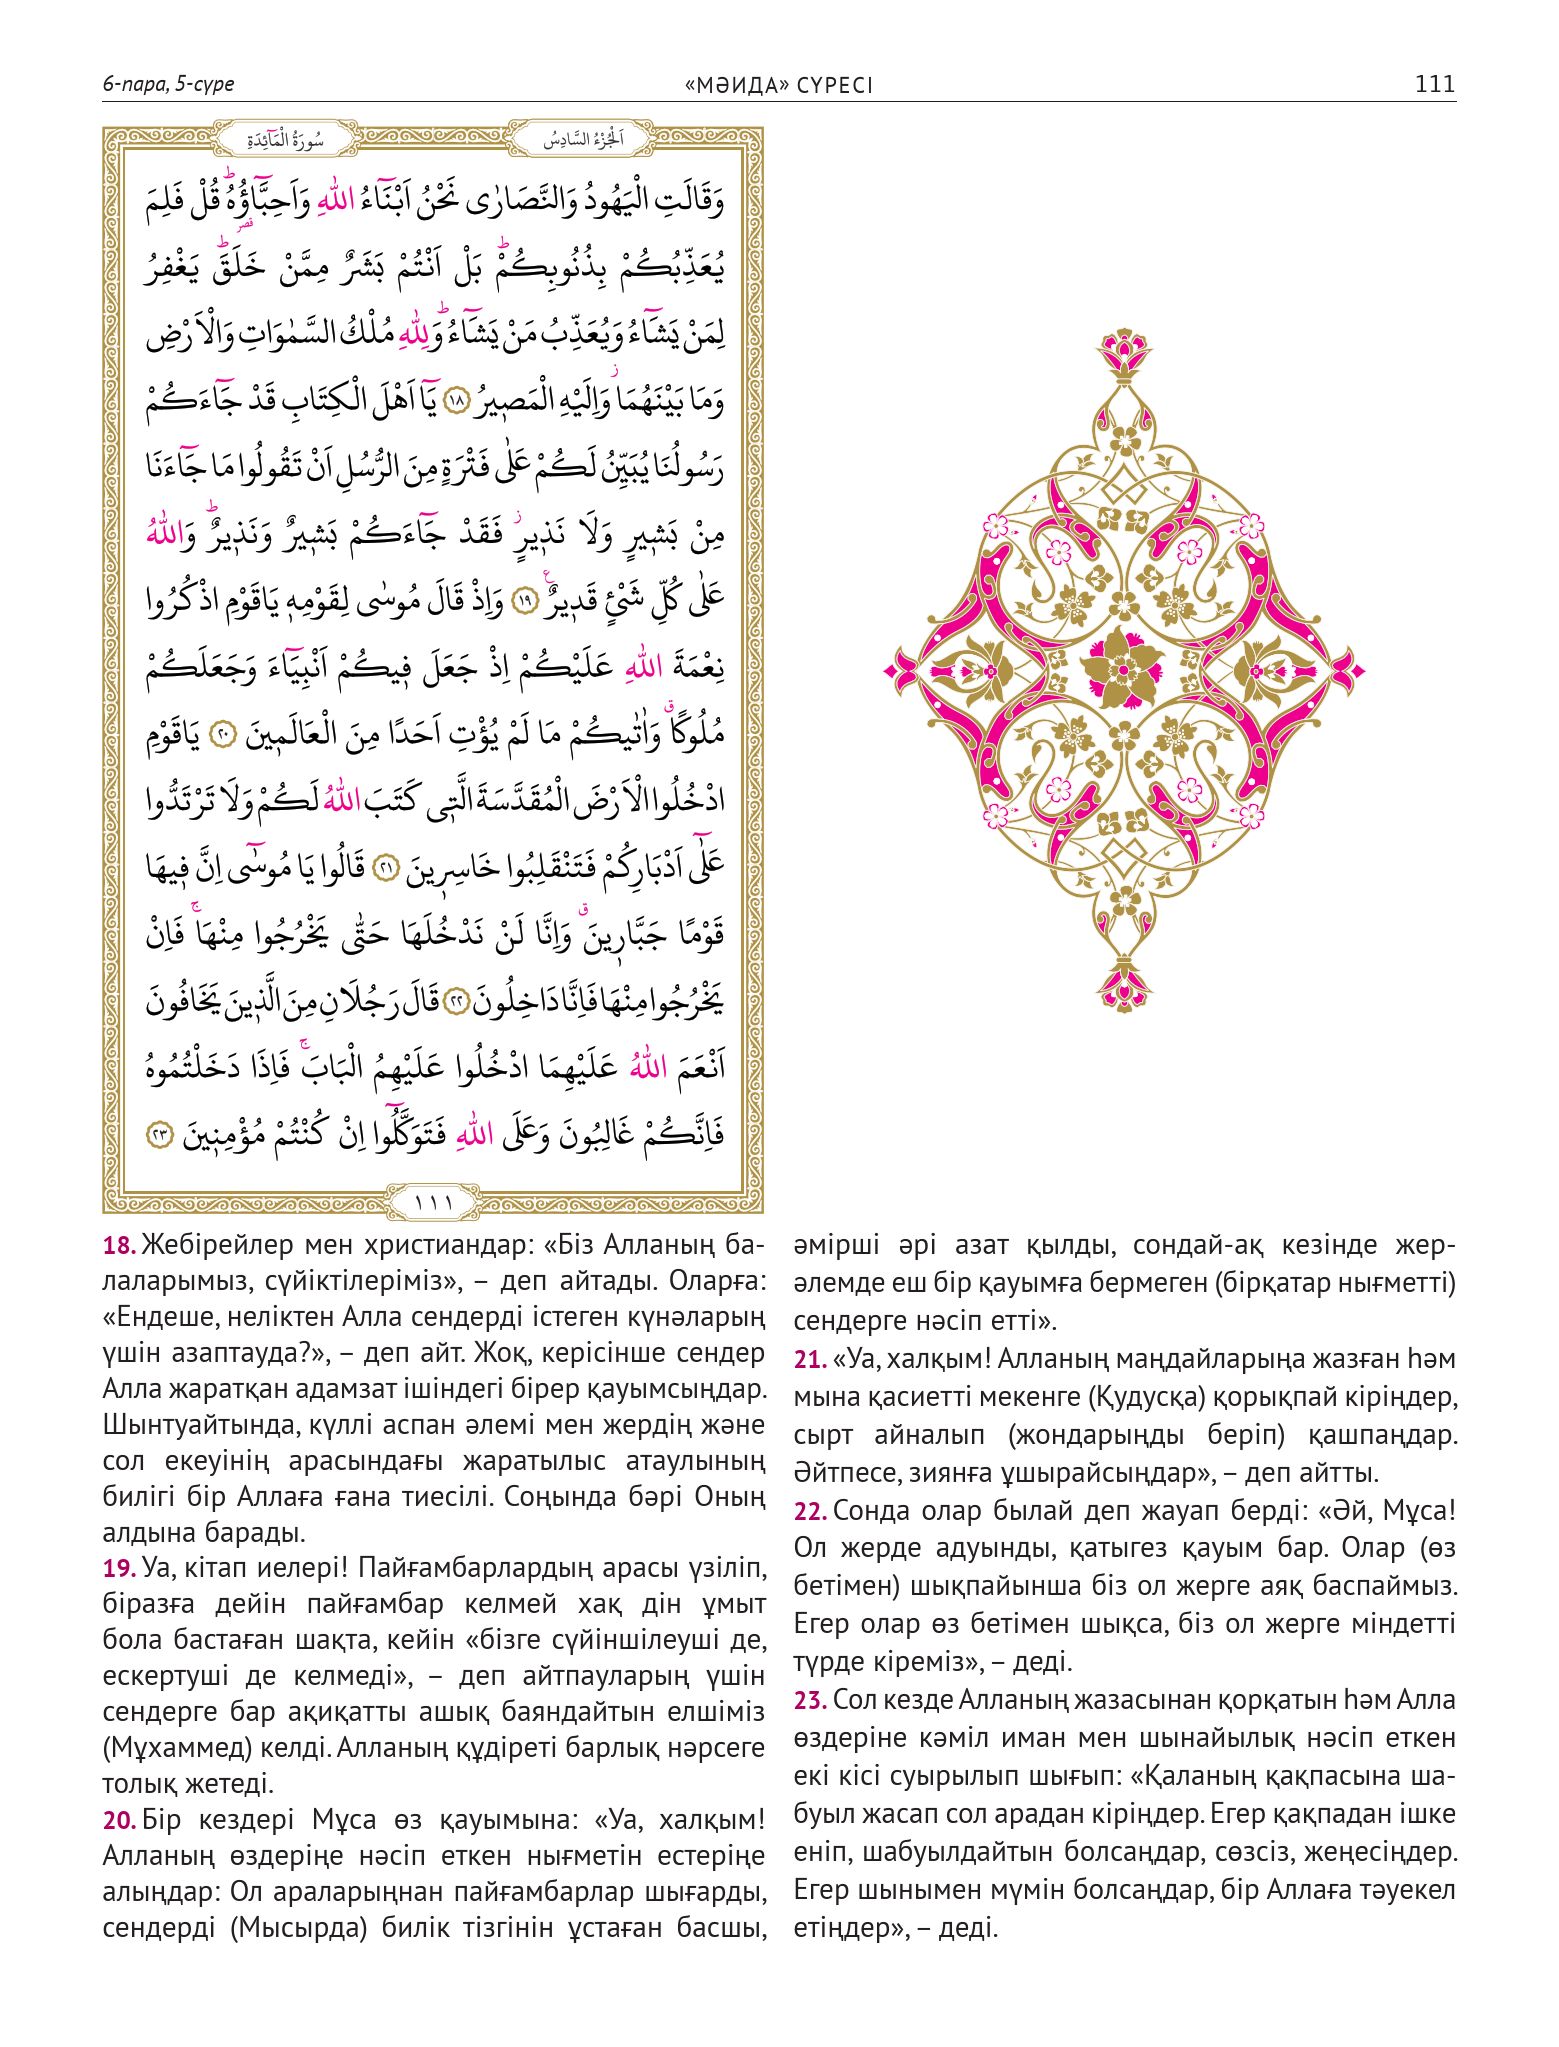 6-пара, 5-сүре
«МӘИДА» СҮРЕСІ
111
سُورَةُ الْمَآئِدَةِ
اَلْجُزْءُ السَّادِسُ
وَقَالَتِ الْيَهُودُ وَالنَّصَارٰى نَحْنُ اَبْنَٓاءُ اللّٰهِ وَاَحِبَّٓاؤُ۬هُۜ قُلْ فَلِمَ
يُعَذِّبُكُمْ بِذُنُوبِكُمْۜ بَلْ اَنْتُمْ بَشَرٌ مِمَّنْ خَلَقَۜ يَغْفِرُ
لِمَنْ يَشَٓاءُ وَيُعَذِّبُ مَنْ يَشَٓاءُۜ وَلِلّٰهِ مُلْكُ السَّمٰوَاتِ وَالْاَرْضِ
وَمَا بَيْنَهُمَاۘ وَاِلَيْهِ الْمَص۪يرُ ﴿١٨﴾ يَٓا اَهْلَ الْكِتَابِ قَدْ جَٓاءَكُمْ
رَسُولُنَا يُبَيِّنُ لَكُمْ عَلٰى فَتْرَةٍ مِنَ الرُّسُلِ اَنْ تَقُولُوا مَا جَٓاءَنَا
مِنْ بَش۪يرٍ وَلَا نَذ۪يرٍۘ فَقَدْ جَٓاءَكُمْ بَش۪يرٌ وَنَذ۪يرٌۜ وَاللّٰهُ
عَلٰى كُلِّ شَيْءٍ قَد۪يرٌ۟ ﴿١٩﴾ وَاِذْ قَالَ مُوسٰى لِقَوْمِه۪ يَاقَوْمِ اذْكُرُوا
نِعْمَةَ اللّٰهِ عَلَيْكُمْ اِذْ جَعَلَ ف۪يكُمْ اَنْبِيَٓاءَ وَجَعَلَكُمْ
مُلُوكًاۗ وَاٰتٰيكُمْ مَا لَمْ يُؤْتِ اَحَدًا مِنَ الْعَالَم۪ينَ ﴿٢٠﴾ يَاقَوْمِ
ادْخُلُوا الْاَرْضَ الْمُقَدَّسَةَ الَّت۪ي كَتَبَ اللّٰهُ لَكُمْ وَلَا تَرْتَدُّوا
عَلٰٓى اَدْبَارِكُمْ فَتَنْقَلِبُوا خَاسِر۪ينَ ﴿٢١﴾ قَالُوا يَا مُوسٰٓى اِنَّ ف۪يهَا
قَوْمًا جَبَّار۪ينَۗ وَاِنَّا لَنْ نَدْخُلَهَا حَتّٰى يَخْرُجُوا مِنْهَاۚ فَاِنْ
يَخْرُجُوا مِنْهَا فَاِنَّا دَاخِلُونَ ﴿٢٢﴾ قَالَ رَجُلَانِ مِنَ الَّذ۪ينَ يَخَافُونَ
اَنْعَمَ اللّٰهُ عَلَيْهِمَا ادْخُلُوا عَلَيْهِمُ الْبَابَۚ فَاِذَا دَخَلْتُمُوهُ
فَاِنَّكُمْ غَالِبُونَ وَعَلَى اللّٰهِ فَتَوَكَّلُٓوا اِنْ كُنْتُمْ مُؤْمِن۪ينَ ﴿٢٣﴾
١١١
18. Жебірейлер мен христиандар: «Біз Алланың ба-
лаларымыз, сүйіктілеріміз», – деп айтады. Оларға:
«Ендеше, неліктен Алла сендерді істеген күнәларың
үшін азаптауда?», – деп айт. Жоқ, керісінше сендер
Алла жаратқан адамзат ішіндегі бірер қауымсыңдар.
Шынтуайтында, күллі аспан әлемі мен жердің және
сол екеуінің арасындағы жаратылыс атаулының
билігі бір Аллаға ғана тиесілі. Соңында бәрі Оның
алдына барады.
19. Уа, кітап иелері! Пайғамбарлардың арасы үзіліп,
біразға дейін пайғамбар келмей хақ дін ұмыт
бола бастаған шақта, кейін «бізге сүйіншілеуші де,
ескертуші де келмеді», – деп айтпауларың үшін
сендерге бар ақиқатты ашық баяндайтын елшіміз
(Мұхаммед) келді. Алланың құдіреті барлық нәрсеге
толық жетеді.
20. Бір кездері Мұса өз қауымына: «Уа, халқым!
Алланың өздеріңе нәсіп еткен нығметін естеріңе
алыңдар: Ол араларыңнан пайғамбарлар шығарды,
сендерді (Мысырда) билік тізгінін ұстаған басшы,
әмірші әрі азат қылды, сондай-ақ кезінде жер-
әлемде еш бір қауымға бермеген (бірқатар нығметті)
сендерге нәсіп етті».
21. «Уа, халқым! Алланың маңдайларыңа жазған һәм
мына қасиетті мекенге (Қудусқа) қорықпай кіріңдер,
сырт айналып (жондарыңды беріп) қашпаңдар.
Әйтпесе, зиянға ұшырайсыңдар», – деп айтты.
22. Сонда олар былай деп жауап берді: «Әй, Мұса!
Ол жерде адуынды, қатыгез қауым бар. Олар (өз
бетімен) шықпайынша біз ол жерге аяқ баспаймыз.
Егер олар өз бетімен шықса, біз ол жерге міндетті
түрде кіреміз», – деді.
23. Сол кезде Алланың жазасынан қорқатын һәм Алла
өздеріне кәміл иман мен шынайылық нәсіп еткен
екі кісі суырылып шығып: «Қаланың қақпасына ша-
буыл жасап сол арадан кіріңдер. Егер қақпадан ішке
еніп, шабуылдайтын болсаңдар, сөзсіз, жеңесіңдер.
Егер шынымен мүмін болсаңдар, бір Аллаға тәуекел
етіңдер», – деді.